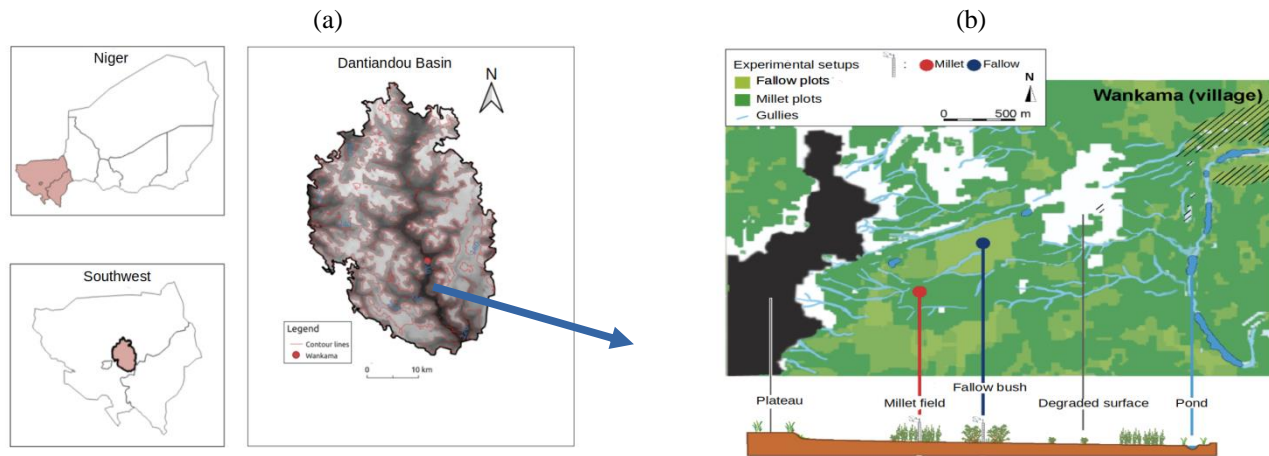 (a)
Niger
Southwest
Dantiandou Basin
N
Legend
Contour lines
Wankama
0 10 km
(b)
Experimental setups : Millet Fallow
Fallow plots
Millet plots
Gullies
N
0 500 m
Wankama (village)
Plateau
Millet field
Fallow bush
Degraded surface
Pond